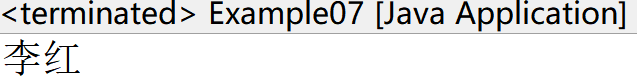 <terminated> Example07 [Java Application]
李红